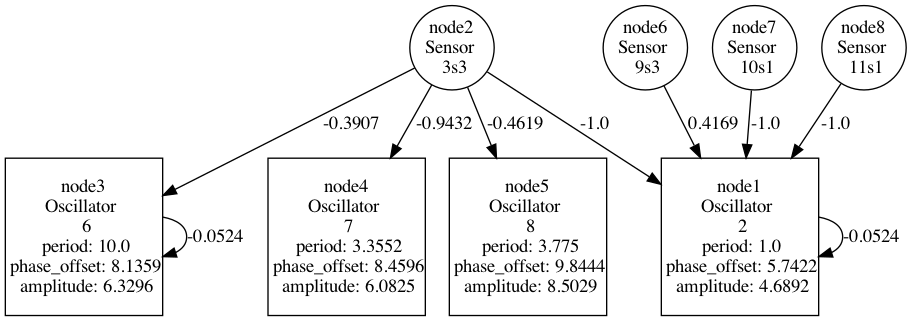 node2
Sensor
3s3
node6
Sensor
9s3
node7
Sensor
10s1
node8
Sensor
11s1
-0.3907
-0.9432
-0.4619
-1.0
0.4169
-1.0
-1.0
node3
Oscillator
6
period: 10.0
phase_offset: 8.1359
amplitude: 6.3296
-0.0524
node4
Oscillator
7
period: 3.3552
phase_offset: 8.4596
amplitude: 6.0825
node5
Oscillator
8
period: 3.775
phase_offset: 9.8444
amplitude: 8.5029
node1
Oscillator
2
period: 1.0
phase_offset: 5.7422
amplitude: 4.6892
-0.0524